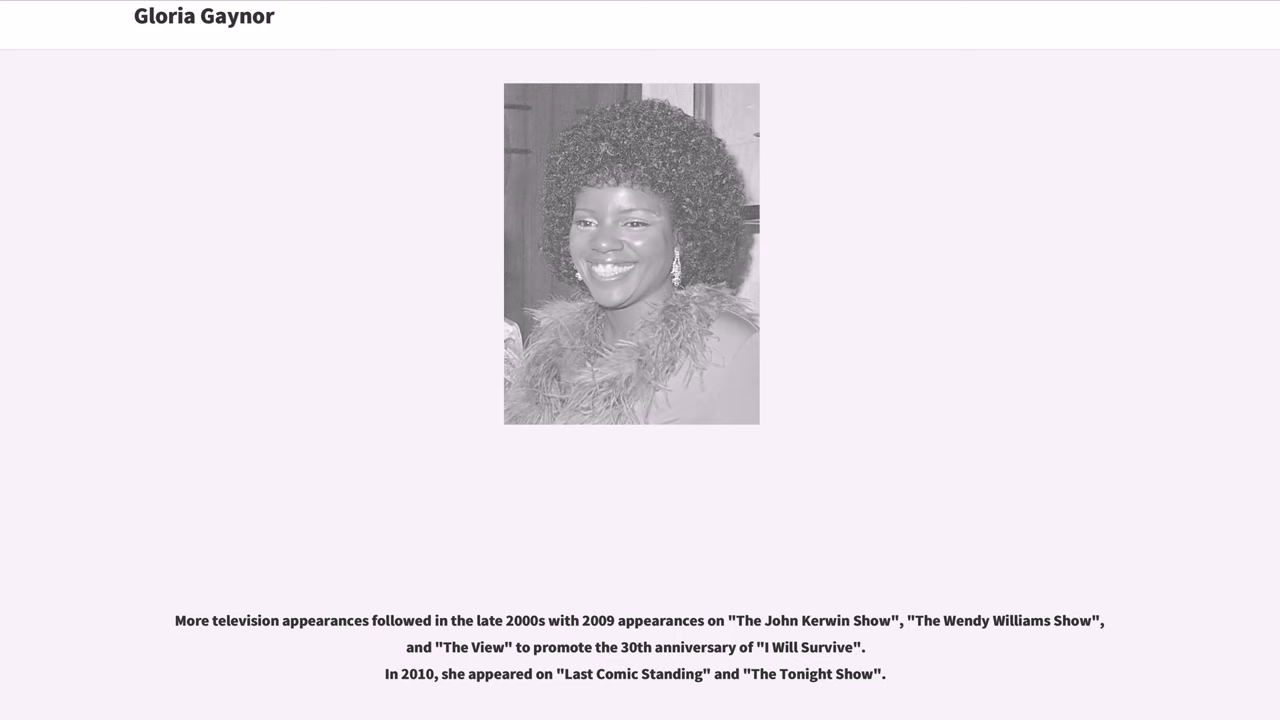 Gloria Gaynor
More television appearances followed in the late 2000s with 2009 appearances on "The John Kerwin Show", "The Wendy Williams Show",
and "The View" to promote the 30th anniversary of "I Will Survive".
In 2010, she appeared on "Last Comic Standing" and "The Tonight Show".